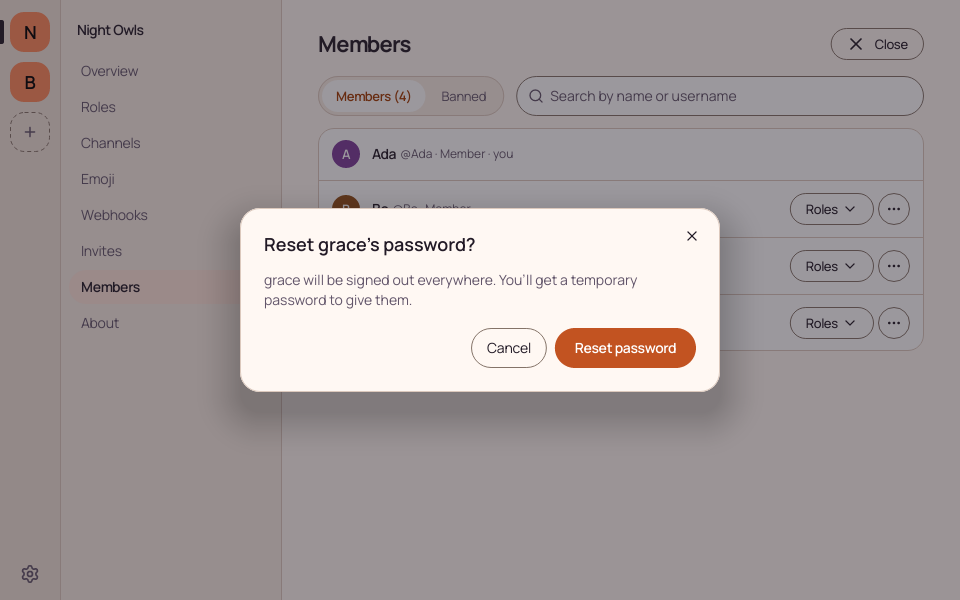 N
Night Owls
B
Overview
Roles
Channels
Emoji
Webhooks
Invites
Members
About
Members
Close
Members (4)
Banned
Search by name or username
A
Ada @Ada · Member · you
Roles
Roles
Roles
Reset grace's password?
grace will be signed out everywhere. You'll get a temporary
password to give them.
Cancel
Reset password